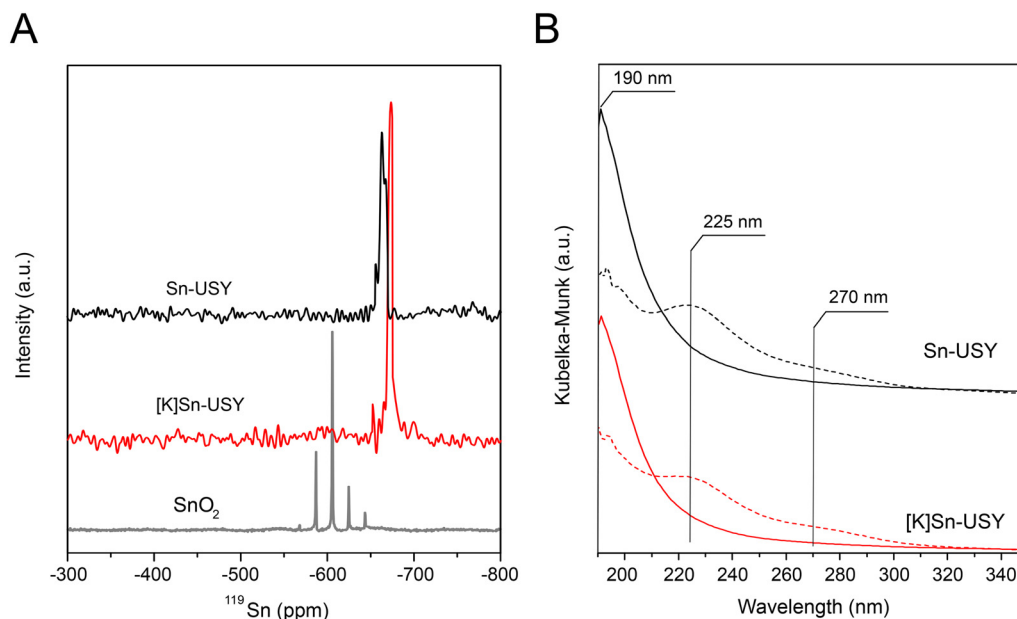 A
Intensity (a.u.)
Sn-USY
[K]Sn-USY
SnO₂
-300 -400 -500 -600 -700 -800
¹¹⁹Sn (ppm)
B
Kubelka-Munk (a.u.)
190 nm
225 nm
270 nm
Sn-USY
[K]Sn-USY
200 220 240 260 280 300 320 340
Wavelength (nm)